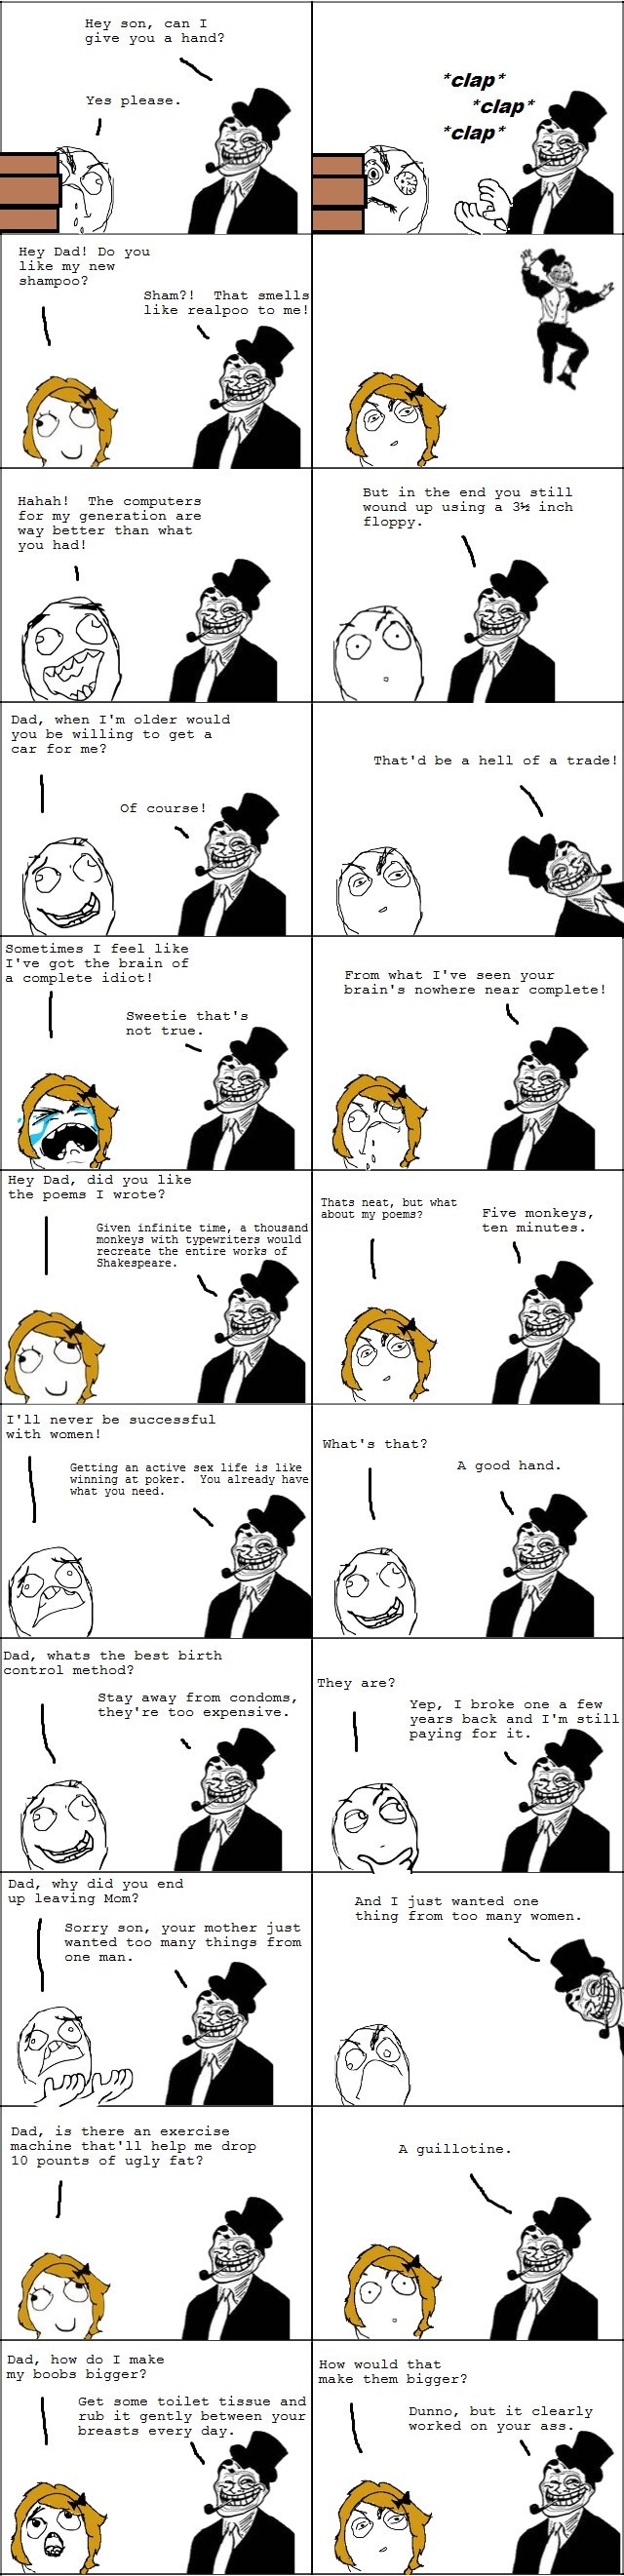 Hey son, can I
give you a hand?
Yes please.
*clap*
*clap*
*clap*
Hey Dad! Do you
like my new
shampoo?
Sham?! That smells
like realpoo to me!
Hahah! The computers
for my generation are
way better than what
you had!
But in the end you still
wound up using a 3½ inch
floppy.
Dad, when I'm older would
you be willing to get a
car for me?
Of course!
That'd be a hell of a trade!
Sometimes I feel like
I've got the brain of
a complete idiot!
Sweetie that's
not true.
From what I've seen your
brain's nowhere near complete!
Hey Dad, did you like
the poems I wrote?
Given infinite time, a thousand
monkeys with typewriters would
recreate the entire works of
Shakespeare.
Thats neat, but what
about my poems?
Five monkeys,
ten minutes.
I'll never be successful
with women!
Getting an active sex life is like
winning at poker. You already have
what you need.
What's that?
A good hand.
Dad, whats the best birth
control method?
Stay away from condoms,
they're too expensive.
They are?
Yep, I broke one a few
years back and I'm still
paying for it.
Dad, why did you end
up leaving Mom?
Sorry son, your mother just
wanted too many things from
one man.
And I just wanted one
thing from too many women.
Dad, is there an exercise
machine that'll help me drop
10 pounts of ugly fat?
A guillotine.
Dad, how do I make
my boobs bigger?
Get some toilet tissue and
rub it gently between your
breasts every day.
How would that
make them bigger?
Dunno, but it clearly
worked on your ass.